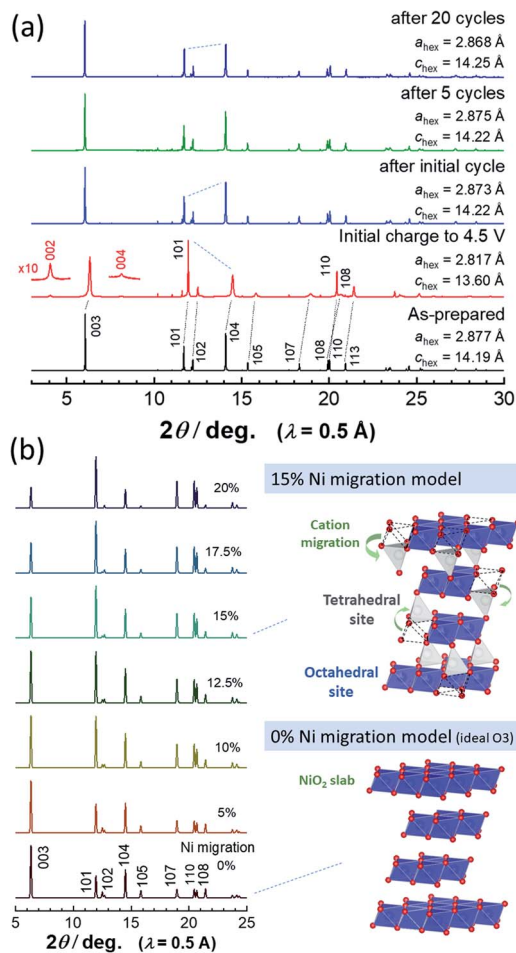 (a)
after 20 cycles
a_hex = 2.868 Å
c_hex = 14.25 Å
after 5 cycles
a_hex = 2.875 Å
c_hex = 14.22 Å
after initial cycle
a_hex = 2.873 Å
c_hex = 14.22 Å
Initial charge to 4.5 V
a_hex = 2.817 Å
c_hex = 13.60 Å
x10
002
004
101
110
108
As-prepared
a_hex = 2.877 Å
c_hex = 14.19 Å
003
101
102
104
105
107
108
110
113
5 10 15 20 25 30
2θ / deg. (λ = 0.5 Å)
(b)
20%
17.5%
15%
12.5%
10%
5%
Ni migration
0%
003
101
102
104
105
107
110
108
5 10 15 20 25
2θ / deg. (λ = 0.5 Å)
15% Ni migration model
Cation
migration
Tetrahedral
site
Octahedral
site
0% Ni migration model (ideal O3)
NiO₂ slab